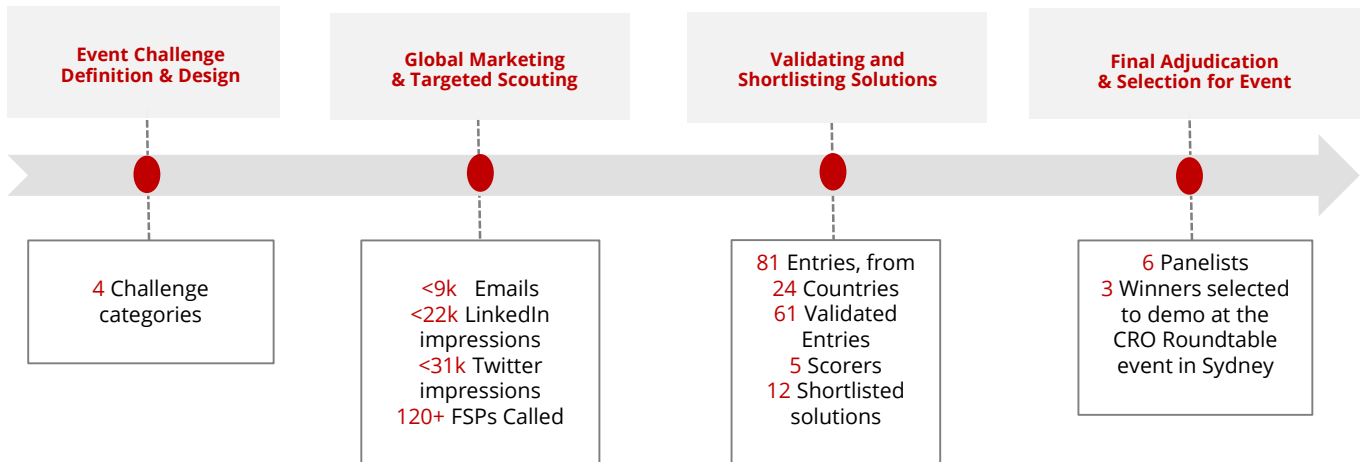 Event Challenge
Definition & Design
Global Marketing
& Targeted Scouting
Validating and
Shortlisting Solutions
Final Adjudication
& Selection for Event
4 Challenge
categories
<9k Emails
<22k LinkedIn
impressions
<31k Twitter
impressions
120+ FSPs Called
81 Entries, from
24 Countries
61 Validated
Entries
5 Scorers
12 Shortlisted
solutions
6 Panelists
3 Winners selected
to demo at the
CRO Roundtable
event in Sydney